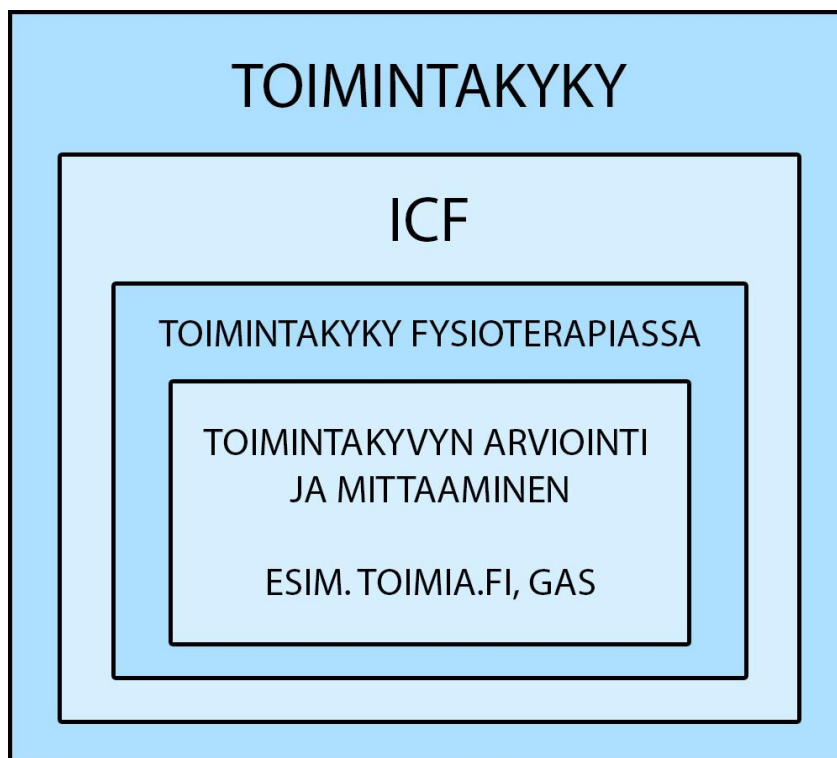 TOIMINTAKYKY
ICF
TOIMINTAKYKY FYSIOTERAPIASSA
TOIMINTAKYVYN ARVIOINTI
JA MITTAAMINEN
ESIM. TOIMIA.FI, GAS